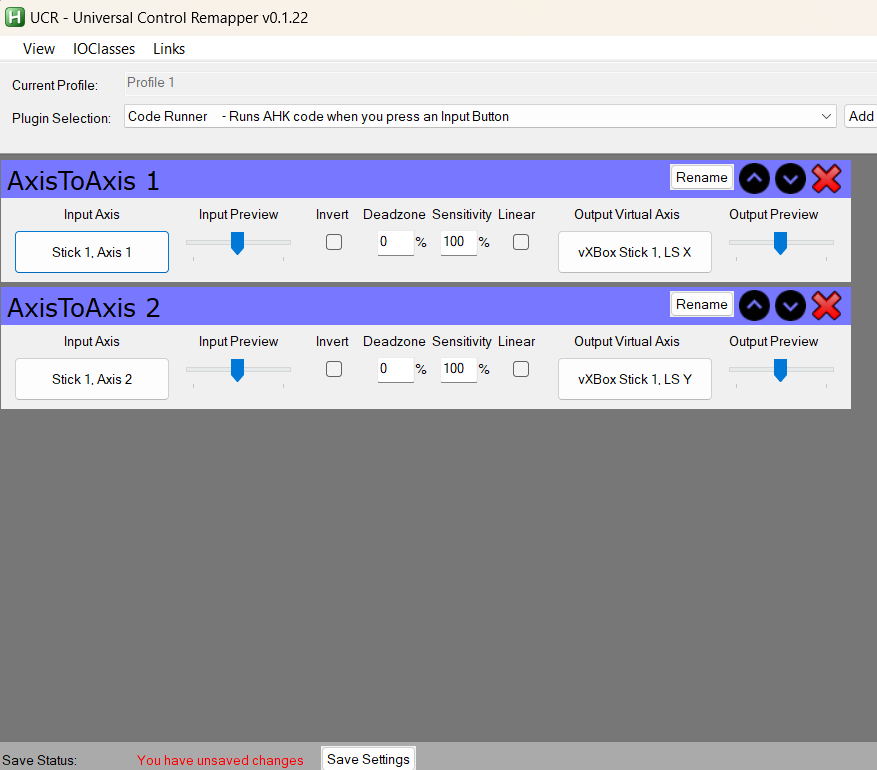 UCR - Universal Control Remapper v0.1.22
View IOClasses Links
Current Profile: Profile 1
Plugin Selection: Code Runner - Runs AHK code when you press an Input Button Add
AxisToAxis 1 Rename
Input Axis Input Preview Invert Deadzone Sensitivity Linear Output Virtual Axis Output Preview
Stick 1, Axis 1 0 % 100 % vXBox Stick 1, LS X
AxisToAxis 2 Rename
Input Axis Input Preview Invert Deadzone Sensitivity Linear Output Virtual Axis Output Preview
Stick 1, Axis 2 0 % 100 % vXBox Stick 1, LS Y
Save Status: You have unsaved changes Save Settings